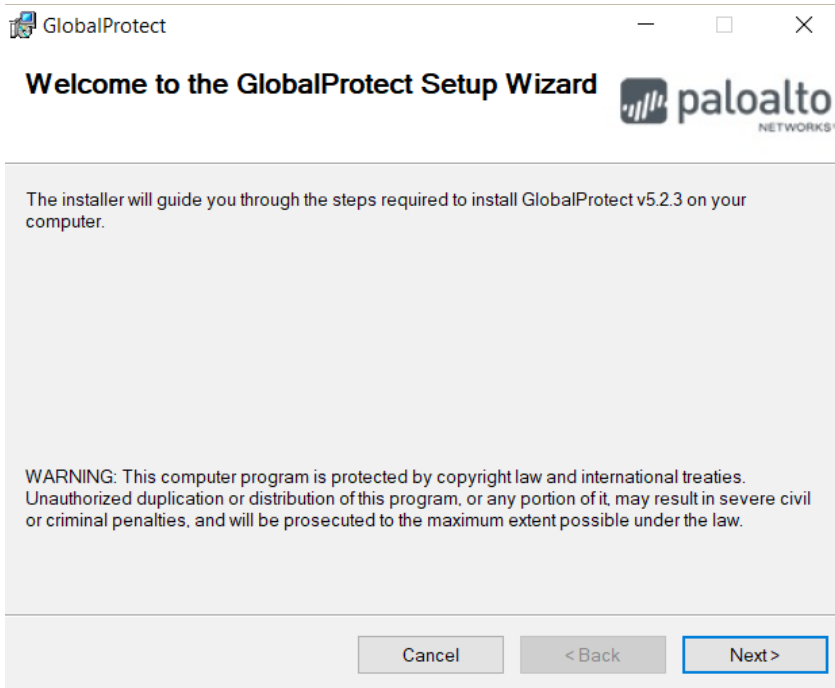 GlobalProtect
Welcome to the GlobalProtect Setup Wizard
paloalto
NETWORKS
The installer will guide you through the steps required to install GlobalProtect v5.2.3 on your
computer.
WARNING: This computer program is protected by copyright law and international treaties.
Unauthorized duplication or distribution of this program, or any portion of it, may result in severe civil
or criminal penalties, and will be prosecuted to the maximum extent possible under the law.
Cancel
< Back
Next >